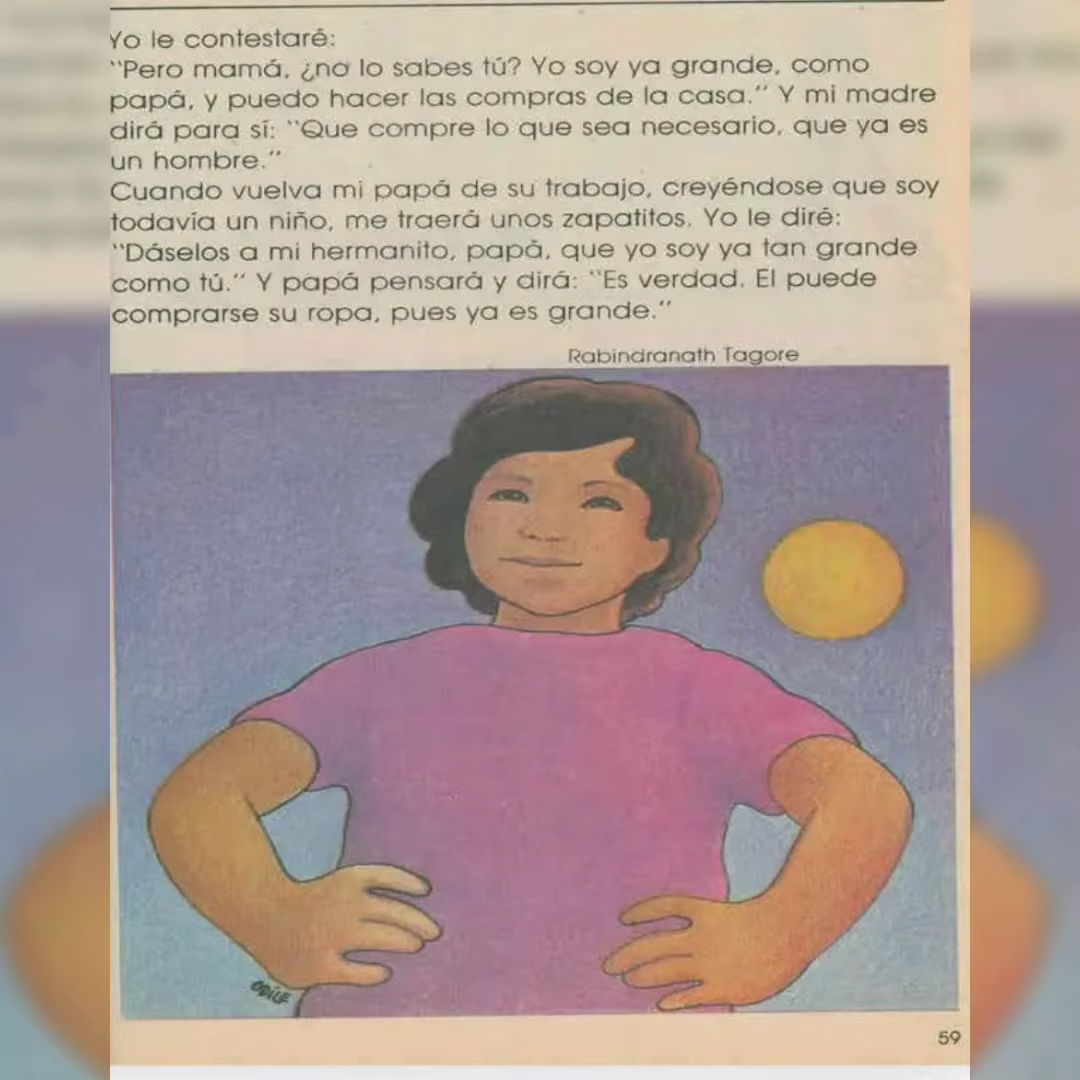 Yo le contestaré:
"Pero mamá, ¿no lo sabes tú? Yo soy ya grande, como
papá, y puedo hacer las compras de la casa." Y mi madre
dirá para sí: "Que compre lo que sea necesario, que ya es
un hombre."
Cuando vuelva mi papá de su trabajo, creyéndose que soy
todavía un niño, me traerá unos zapatitos. Yo le diré:
"Dáselos a mi hermanito, papá, que yo soy ya tan grande
como tú." Y papá pensará y dirá: "Es verdad. El puede
comprarse su ropa, pues ya es grande."
Rabindranath Tagore
ODILE
59